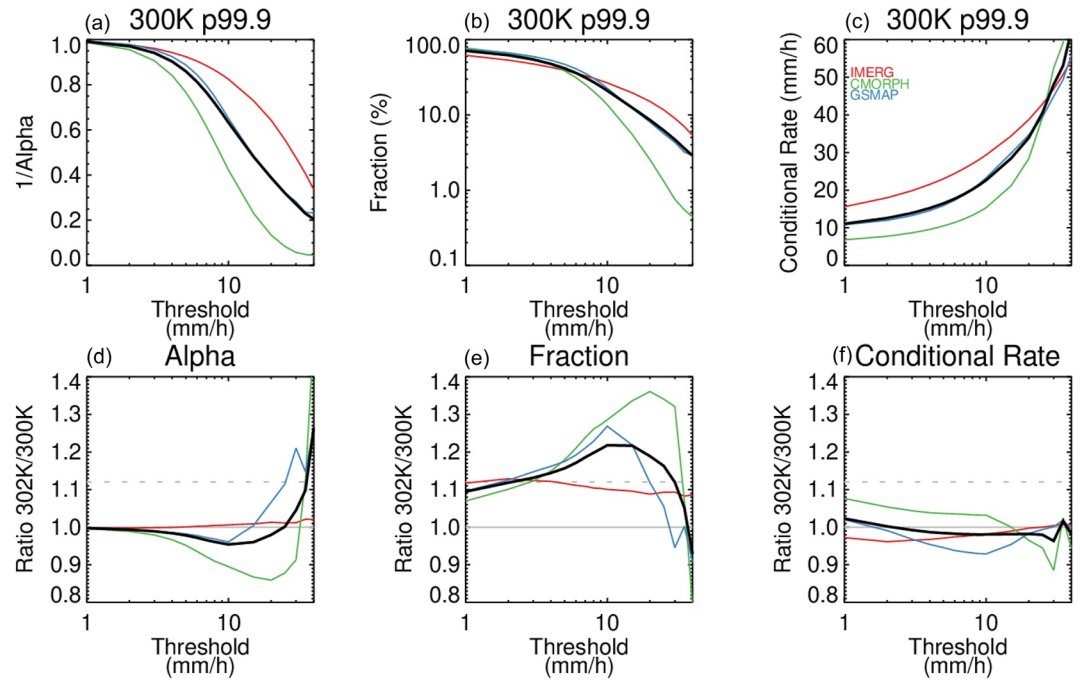 (a) 300K p99.9
1/Alpha
1.0
0.8
0.6
0.4
0.2
0.0
1 10
Threshold
(mm/h)
(b) 300K p99.9
Fraction (%)
100.0
10.0
1.0
0.1
1 10
Threshold
(mm/h)
(c) 300K p99.9
Conditional Rate (mm/h)
60
50
40
30
20
10
0
IMERG
CMORPH
GSMAP
1 10
Threshold
(mm/h)
(d) Alpha
Ratio 302K/300K
1.4
1.3
1.2
1.1
1.0
0.9
0.8
1 10
Threshold
(mm/h)
(e) Fraction
Ratio 302K/300K
1.4
1.3
1.2
1.1
1.0
0.9
0.8
1 10
Threshold
(mm/h)
(f) Conditional Rate
Ratio 302K/300K
1.4
1.3
1.2
1.1
1.0
0.9
0.8
1 10
Threshold
(mm/h)